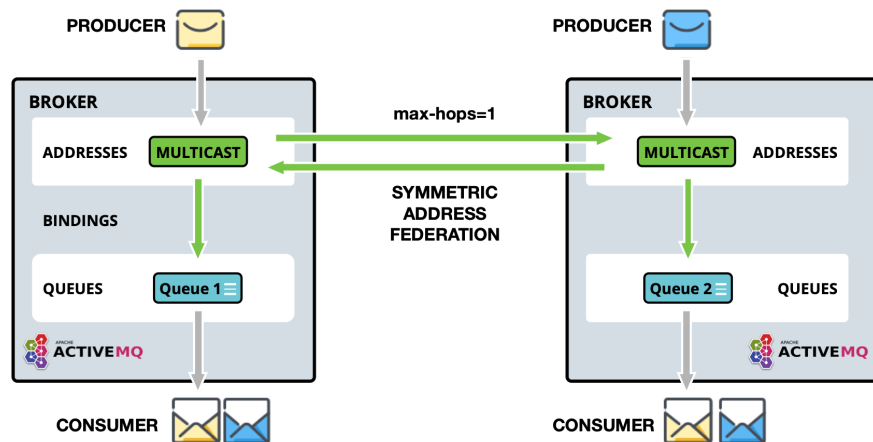 PRODUCER
PRODUCER
BROKER
max-hops=1
BROKER
ADDRESSES
MULTICAST
MULTICAST
ADDRESSES
SYMMETRIC
ADDRESS
FEDERATION
BINDINGS
QUEUES
Queue 1
Queue 2
QUEUES
APACHE
ACTIVEMQ
APACHE
ACTIVEMQ
CONSUMER
CONSUMER